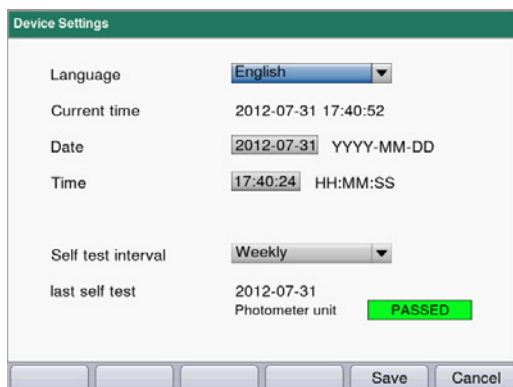 Device Settings
Language English
Current time 2012-07-31 17:40:52
Date 2012-07-31 YYYY-MM-DD
Time 17:40:24 HH:MM:SS
Self test interval Weekly
last self test 2012-07-31
Photometer unit PASSED
Save Cancel